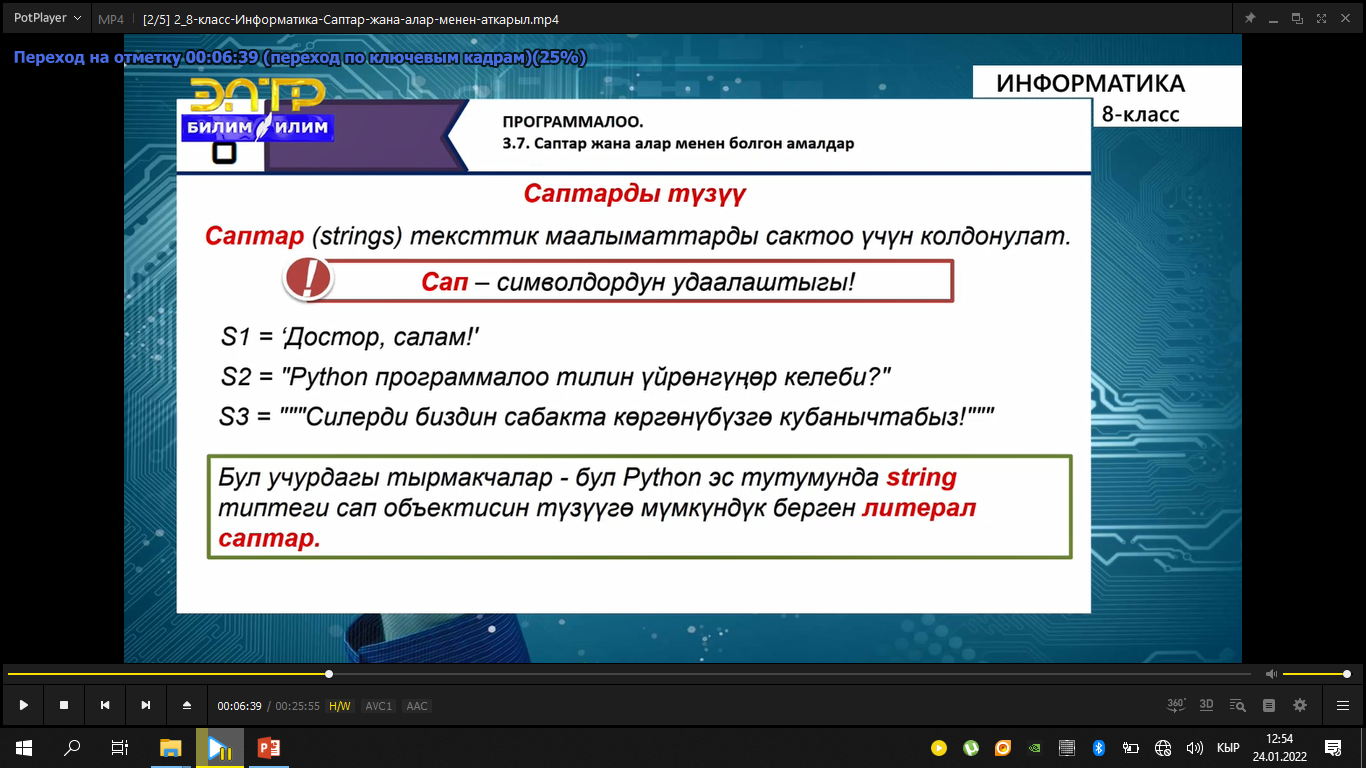 PotPlayer
MP4
[2/5] 2_8-класс-Информатика-Саптар-жана-алар-менен-аткарыл.mp4
Переход на отметку 00:06:39 (переход по ключевым кадрам)(25%)
ЭЛТР
БИЛИМ ИЛИМ
ИНФОРМАТИКА
8-класс
ПРОГРАММАЛОО.
3.7. Саптар жана алар менен болгон амалдар
Саптарды түзүү
Саптар (strings) тексттик маалыматтарды сактоо үчүн колдонулат.
! Сап – символдордун удаалаштыгы!
S1 = ‘Достор, салам!'
S2 = "Python программалоо тилин үйрөнгүңөр келеби?"
S3 = """Силерди биздин сабакта көргөнүбүзгө кубанычтабыз!"""
Бул учурдагы тырмакчалар - бул Python эс тутумунда string
типтеги сап объектисин түзүүгө мүмкүндүк берген литерал
саптар.
00:06:39 / 00:25:55 H/W AVC1 AAC
360° 3D
КЫР
12:54
24.01.2022